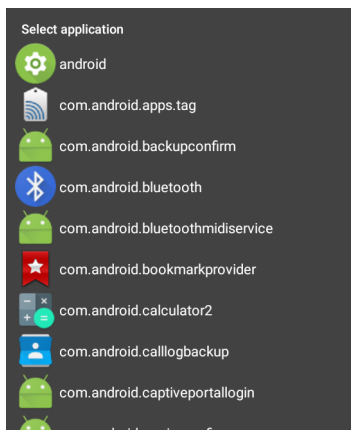 Select application
android
com.android.apps.tag
com.android.backupconfirm
com.android.bluetooth
com.android.bluetoothmidiservice
com.android.bookmarkprovider
com.android.calculator2
com.android.calllogbackup
com.android.captiveportallogin